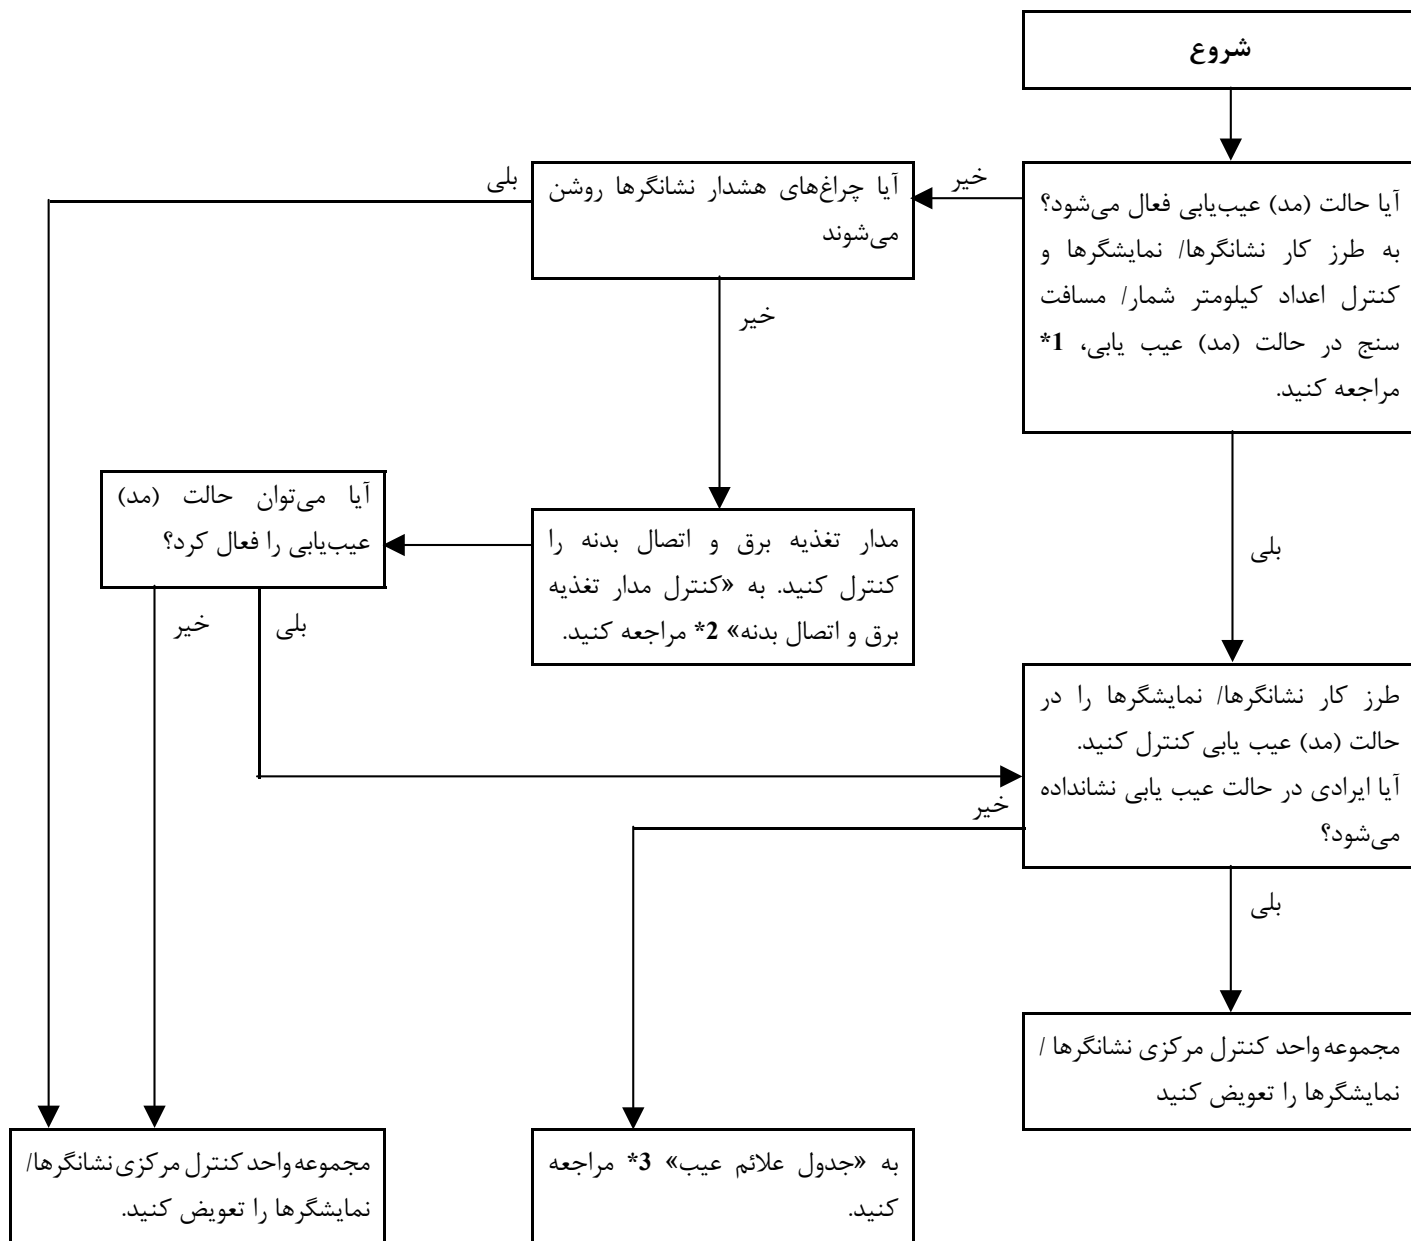 شروع
آیا حالت (مد) عیب‌یابی فعال می‌شود؟
به طرز کار نشانگرها/ نمایشگرها و
کنترل اعداد کیلومتر شمار/ مسافت
سنج در حالت (مد) عیب یابی، 1*
مراجعه کنید.
خیر
آیا چراغ‌های هشدار نشانگرها روشن
می‌شوند
بلی
خیر
مدار تغذیه برق و اتصال بدنه را
کنترل کنید. به «کنترل مدار تغذیه
برق و اتصال بدنه» 2* مراجعه کنید.
آیا می‌توان حالت (مد)
عیب‌یابی را فعال کرد؟
بلی
خیر
بلی
طرز کار نشانگرها/ نمایشگرها را در
حالت (مد) عیب یابی کنترل کنید.
آیا ایرادی در حالت عیب یابی نشانداده
می‌شود؟
خیر
بلی
مجموعه واحد کنترل مرکزی نشانگرها /
نمایشگرها را تعویض کنید
به «جدول علائم عیب» 3* مراجعه
کنید.
مجموعه واحد کنترل مرکزی نشانگرها/
نمایشگرها را تعویض کنید.